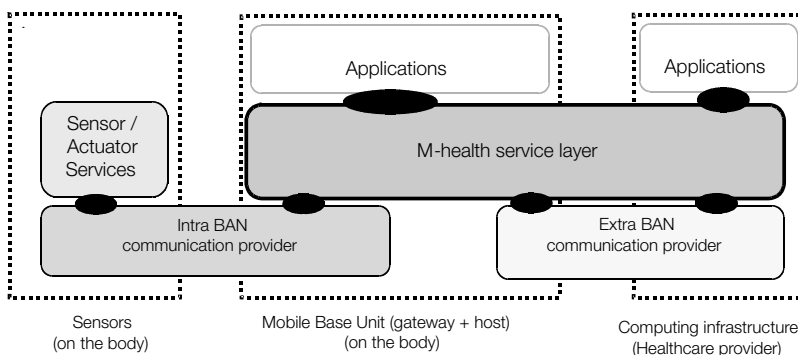 Applications
Applications
Sensor /
Actuator
Services
M-health service layer
Intra BAN
communication provider
Extra BAN
communication provider
Sensors
(on the body)
Mobile Base Unit (gateway + host)
(on the body)
Computing infrastructure
(Healthcare provider)